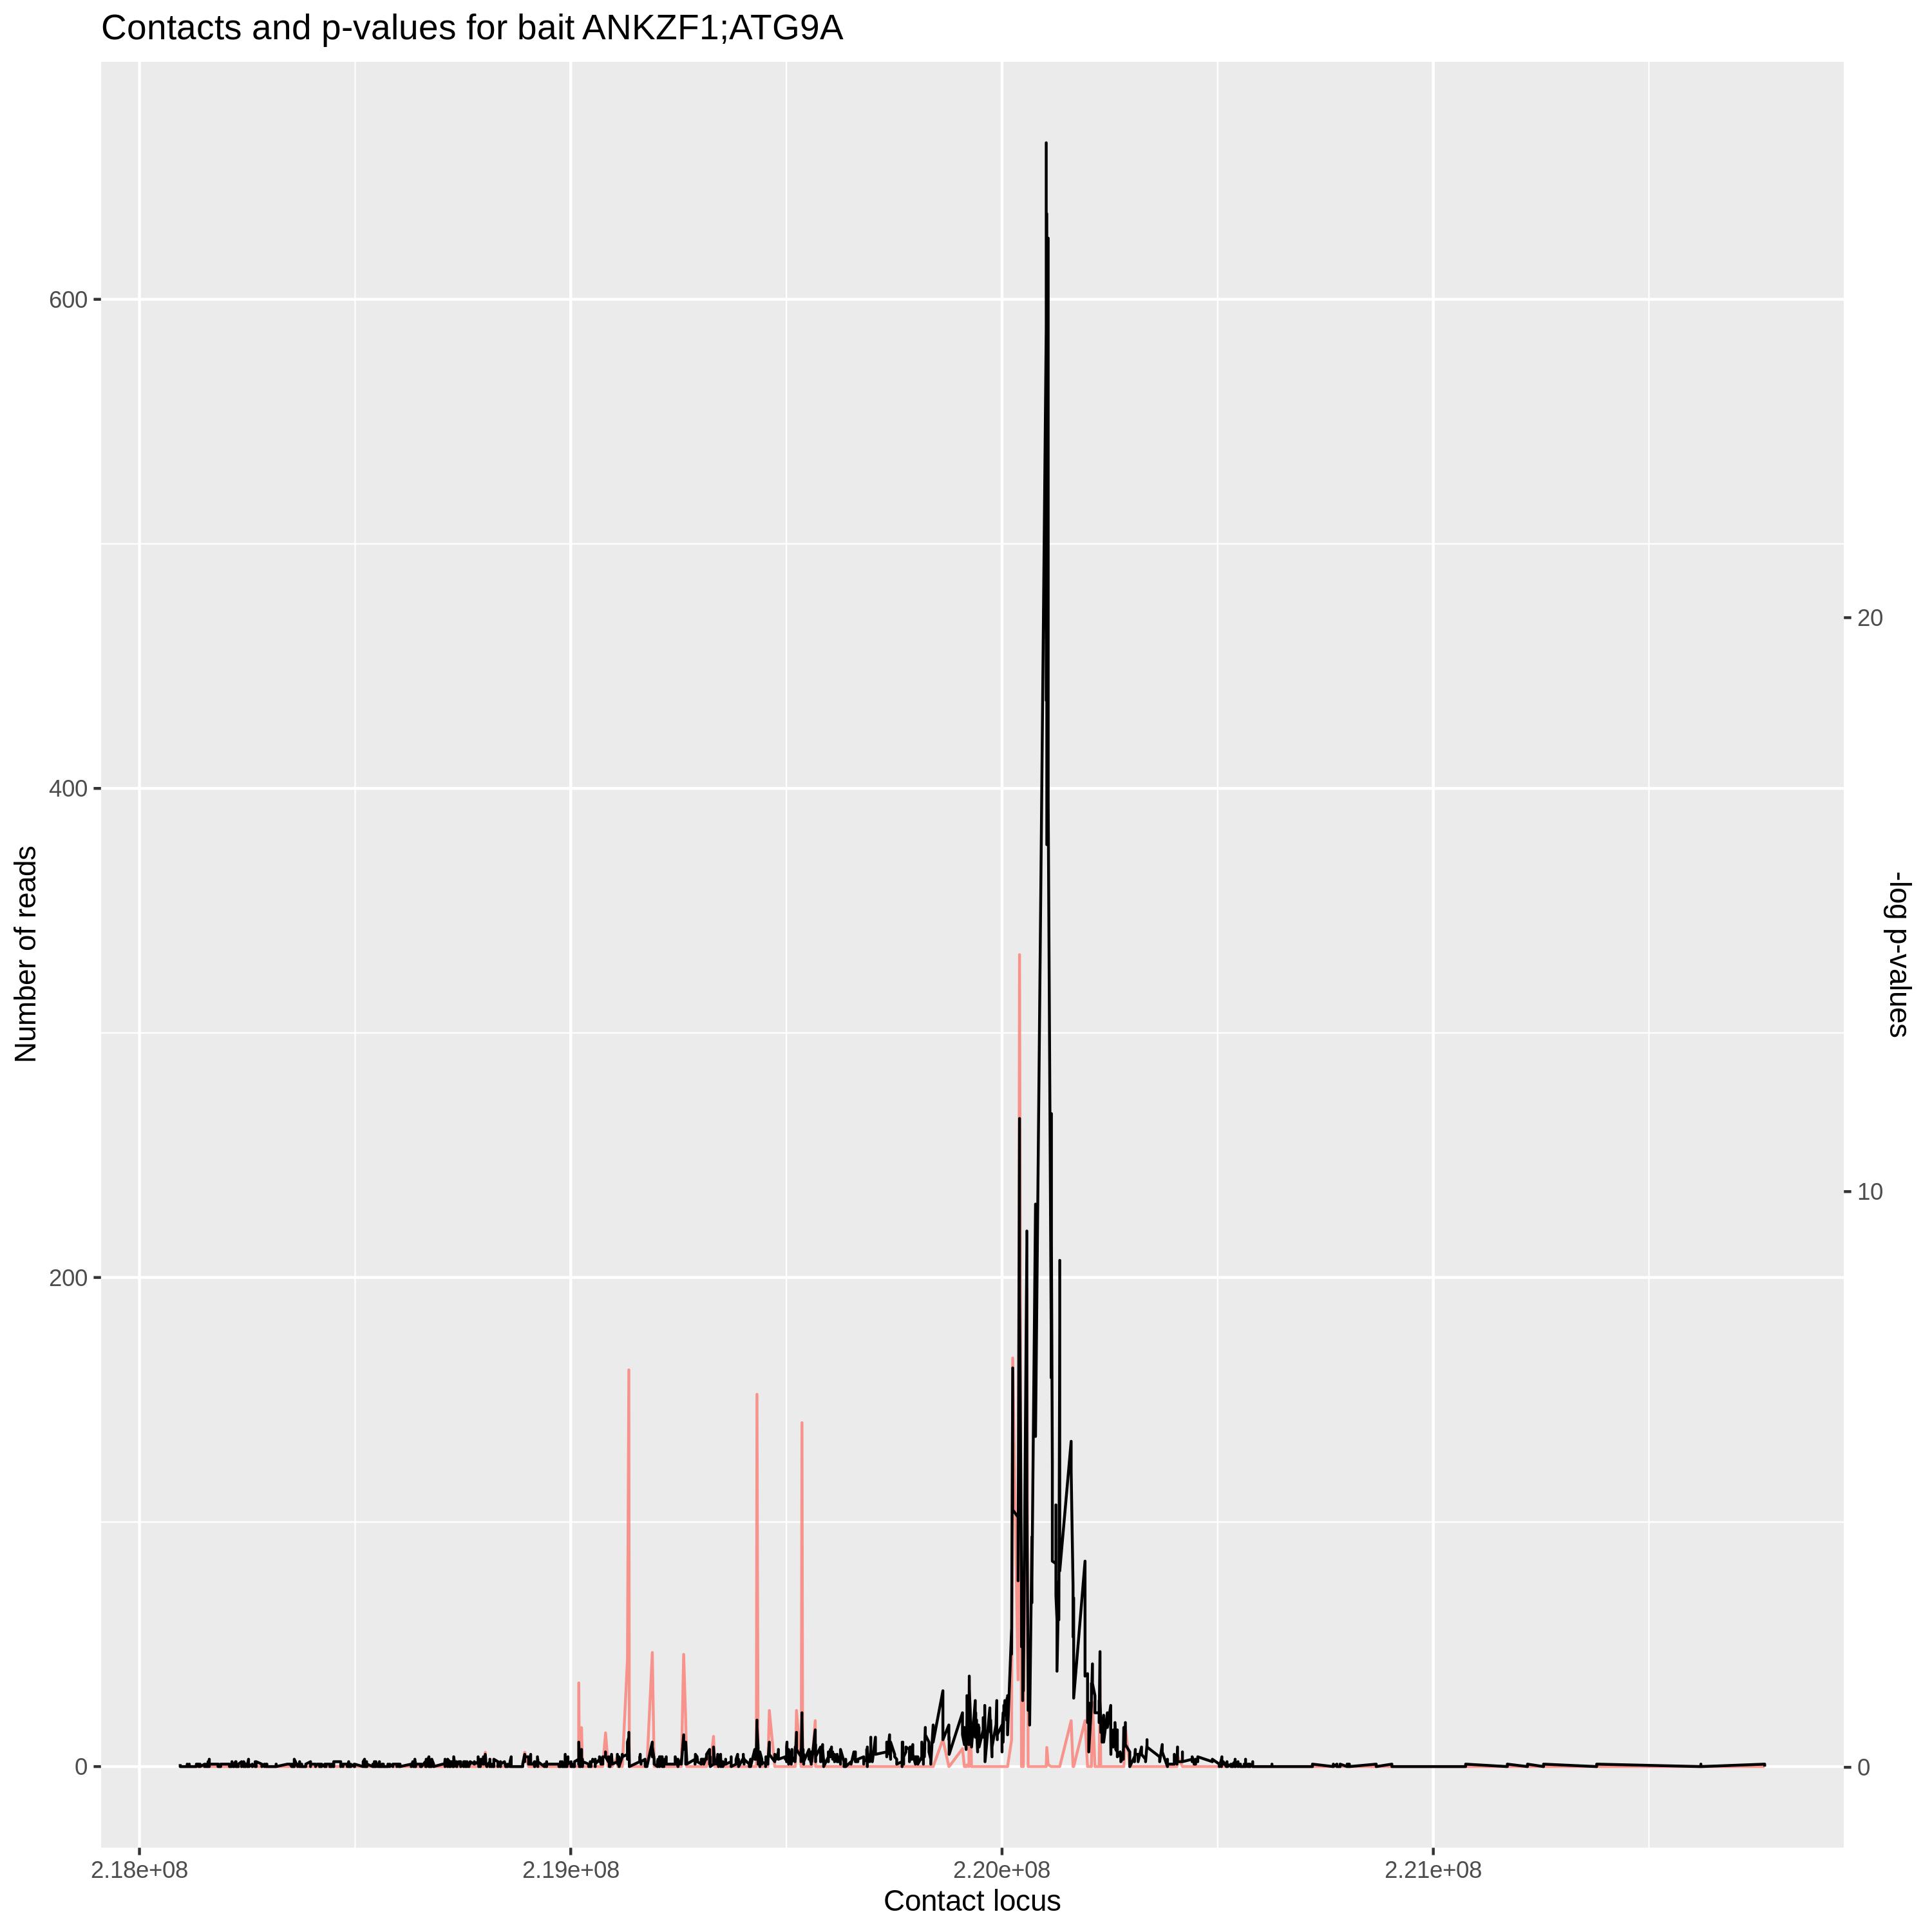 Contacts and p-values for bait ANKZF1;ATG9A
600
400
200
0
Number of reads
20
10
0
-log p-values
2.18e+08
2.19e+08
2.20e+08
2.21e+08
Contact locus